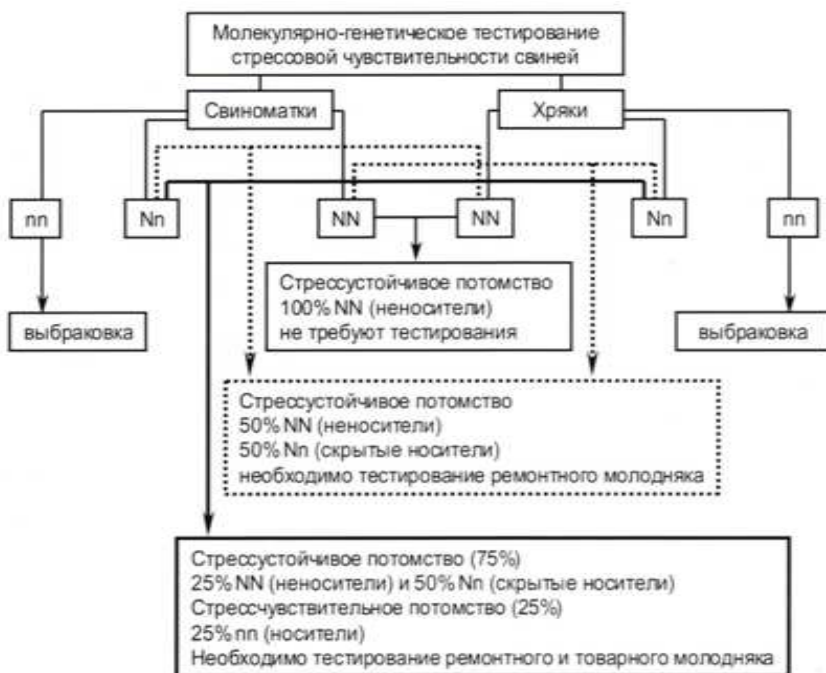 Молекулярно-генетическое тестирование
стрессовой чувствительности свиней
Свиноматки
Хряки
nn
Nn
NN
NN
Nn
nn
Стрессустойчивое потомство
100% NN (неносители)
не требуют тестирования
выбраковка
выбраковка
Стрессустойчивое потомство
50% NN (неносители)
50% Nn (скрытые носители)
необходимо тестирование ремонтного молодняка
Стрессустойчивое потомство (75%)
25% NN (неносители) и 50% Nn (скрытые носители)
Стрессчувствительное потомство (25%)
25% nn (носители)
Необходимо тестирование ремонтного и товарного молодняка